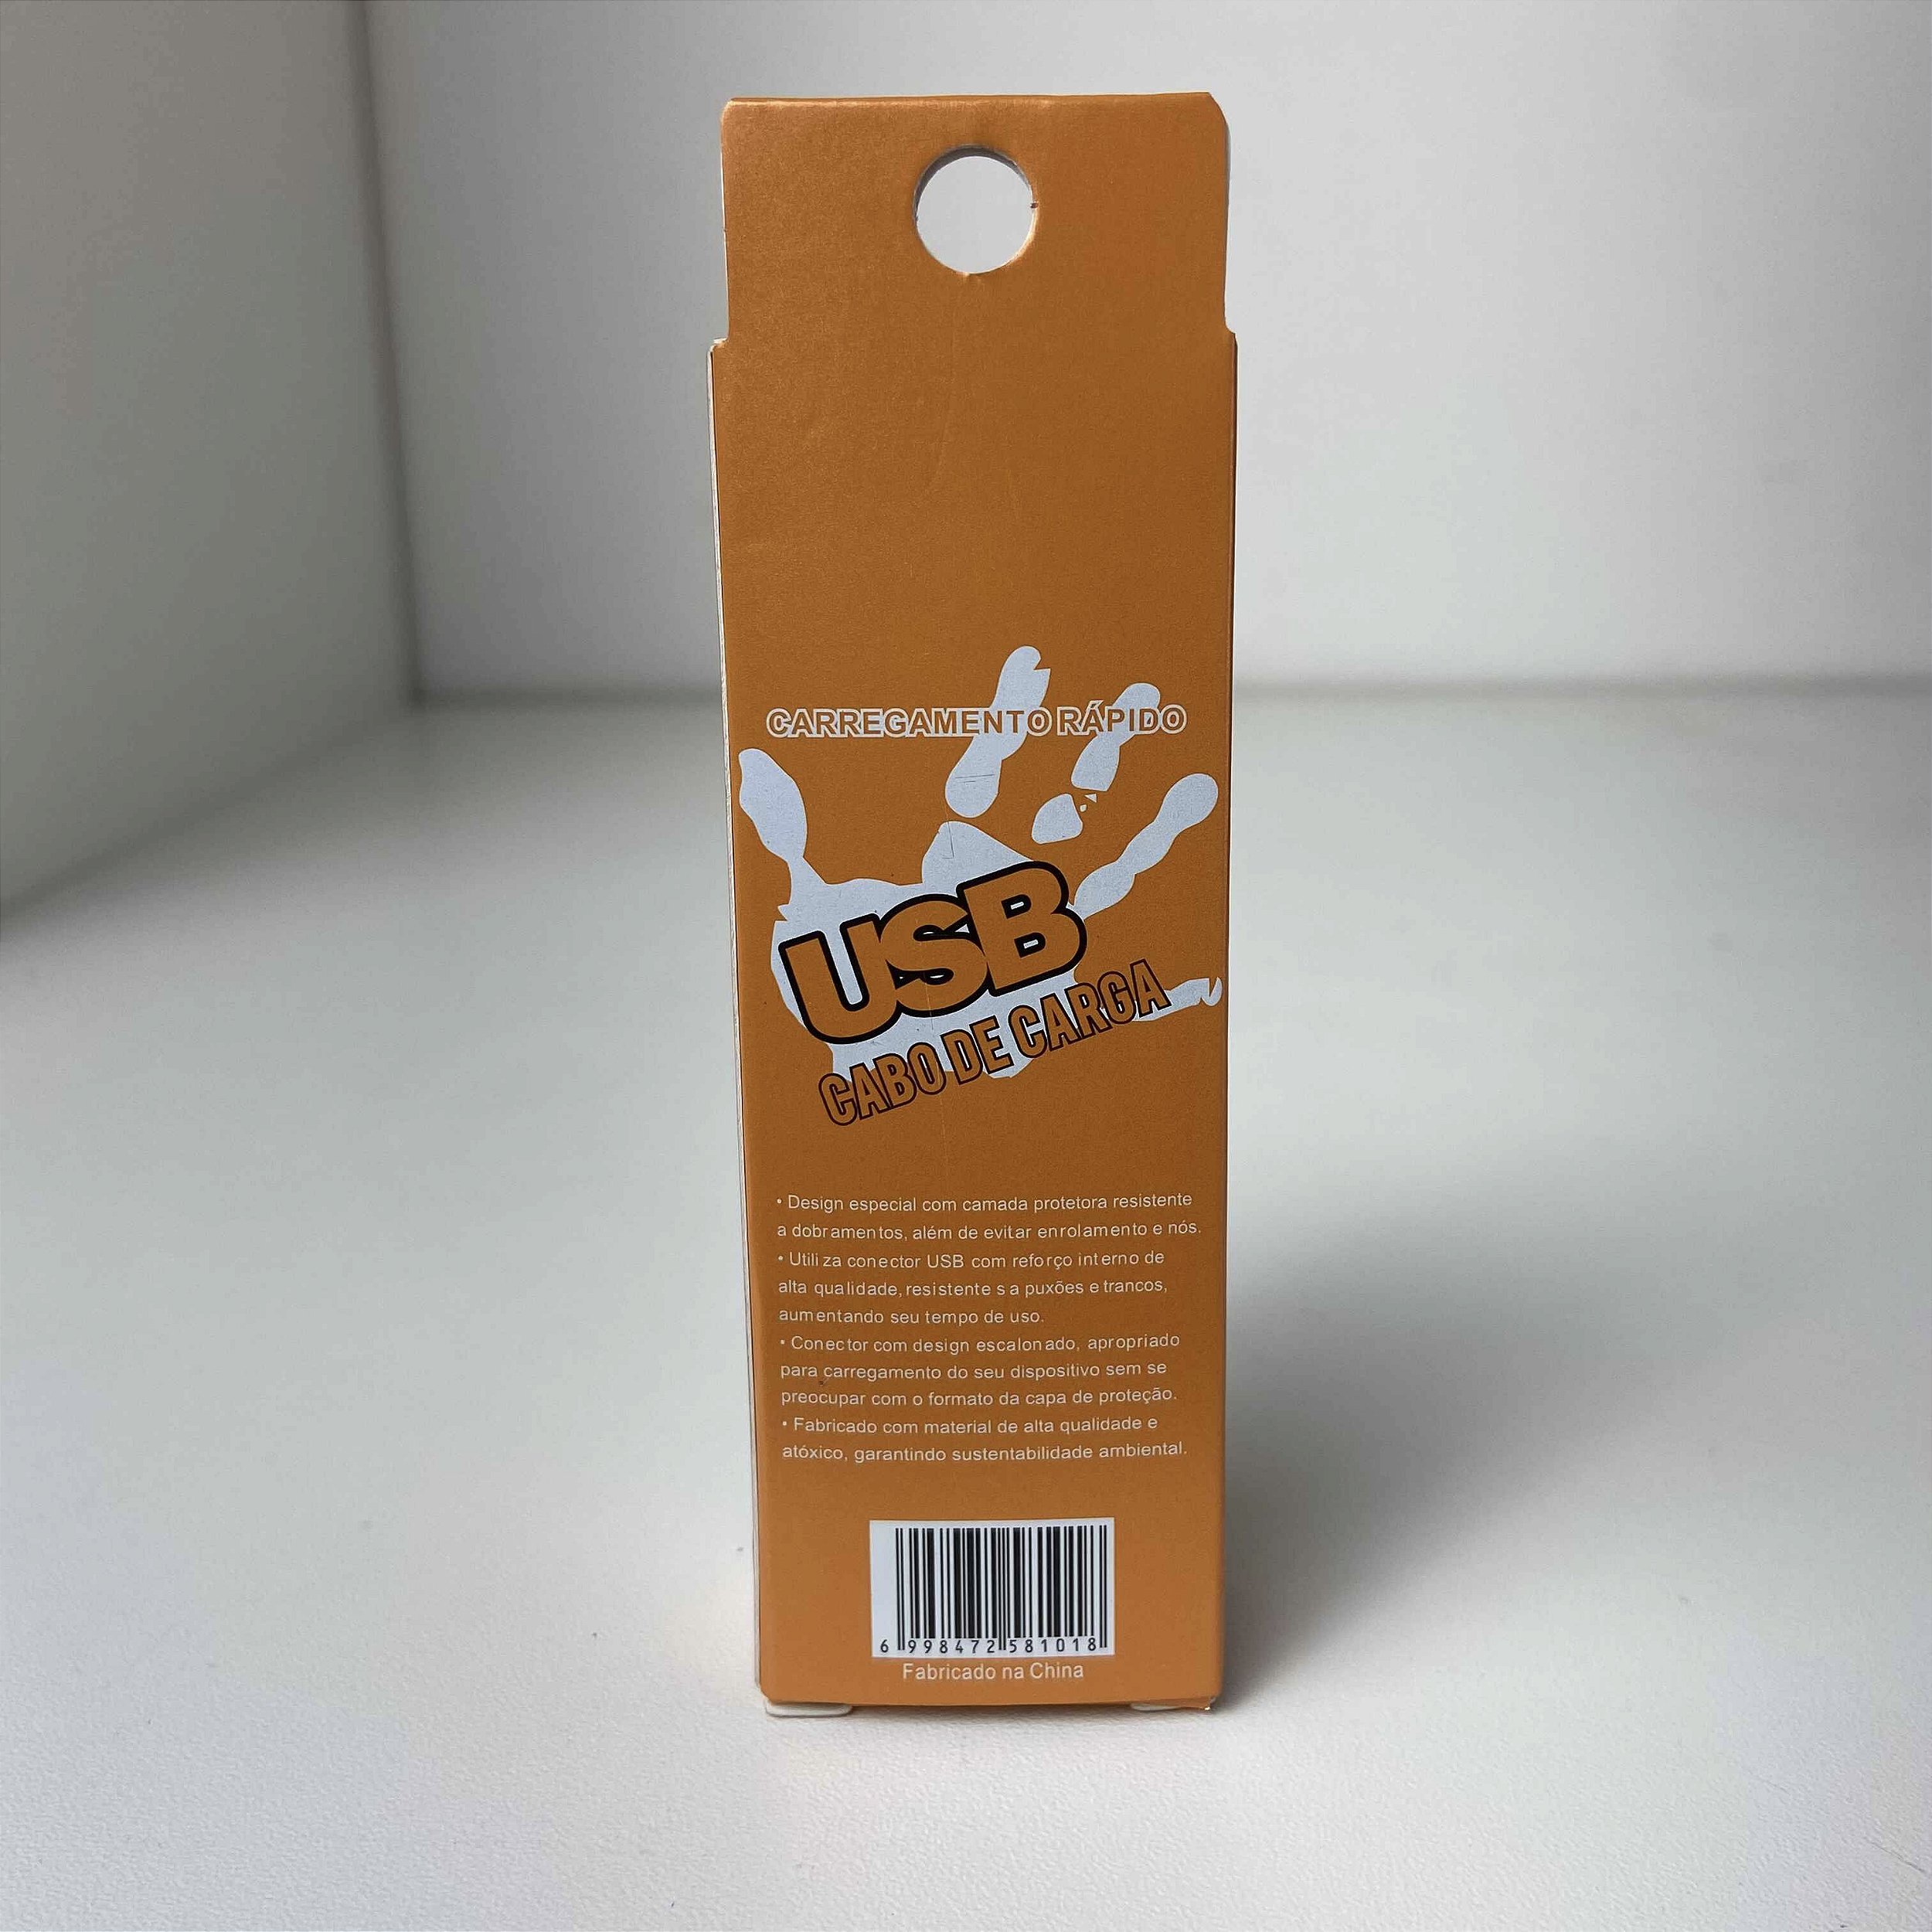 CARREGAMENTO RÁPIDO
USB
CABO DE CARGA
• Design especial com camada protetora resistente
a dobramentos, além de evitar enrolamento e nós.
• Utiliza conector USB com reforço interno de
alta qualidade, resistente s a puxões e trancos,
aumentando seu tempo de uso.
• Conector com design escalonado, apropriado
para carregamento do seu dispositivo sem se
preocupar com o formato da capa de proteção.
• Fabricado com material de alta qualidade e
atóxico, garantindo sustentabilidade ambiental.
6 998472 581018
Fabricado na China